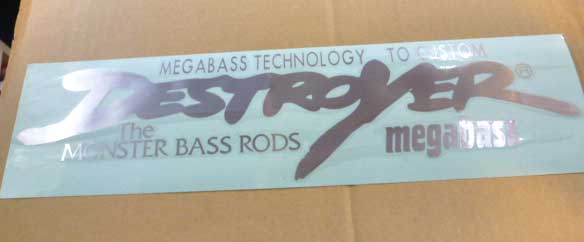 MEGABASS TECHNOLOGY TO CUSTOM
DESTROYER®
The
MONSTER BASS RODS
megabass